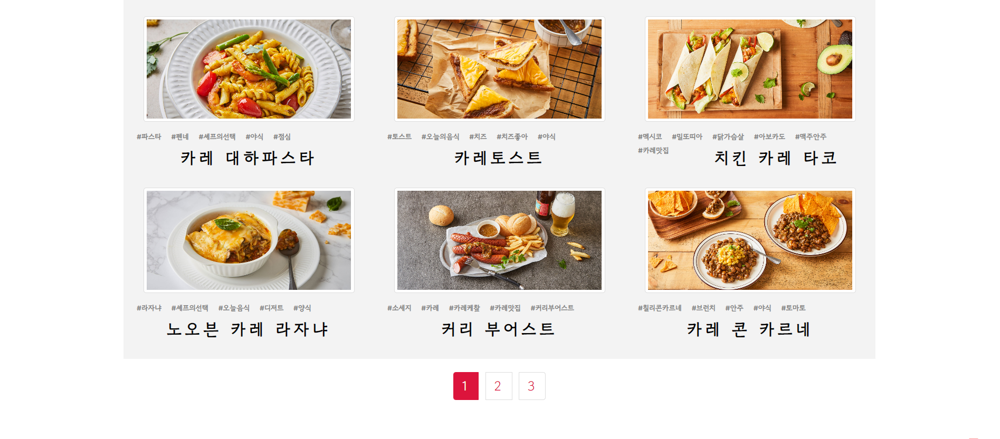 #파스타 #펜네 #셰프의선택 #야식 #점심
카레 대하파스타
#토스트 #오늘의음식 #치즈 #치즈좋아 #야식
카레토스트
#멕시코 #밀또띠아 #닭가슴살 #아보카도 #맥주안주
#카레맛집
치킨 카레 타코
#라자냐 #셰프의선택 #오늘음식 #디저트 #양식
노오븐 카레 라자냐
#소세지 #카레 #카레케찹 #카레맛집 #커리부어스트
커리 부어스트
#칠리콘카르네 #브런치 #안주 #야식 #토마토
카레 콘 카르네
1 2 3